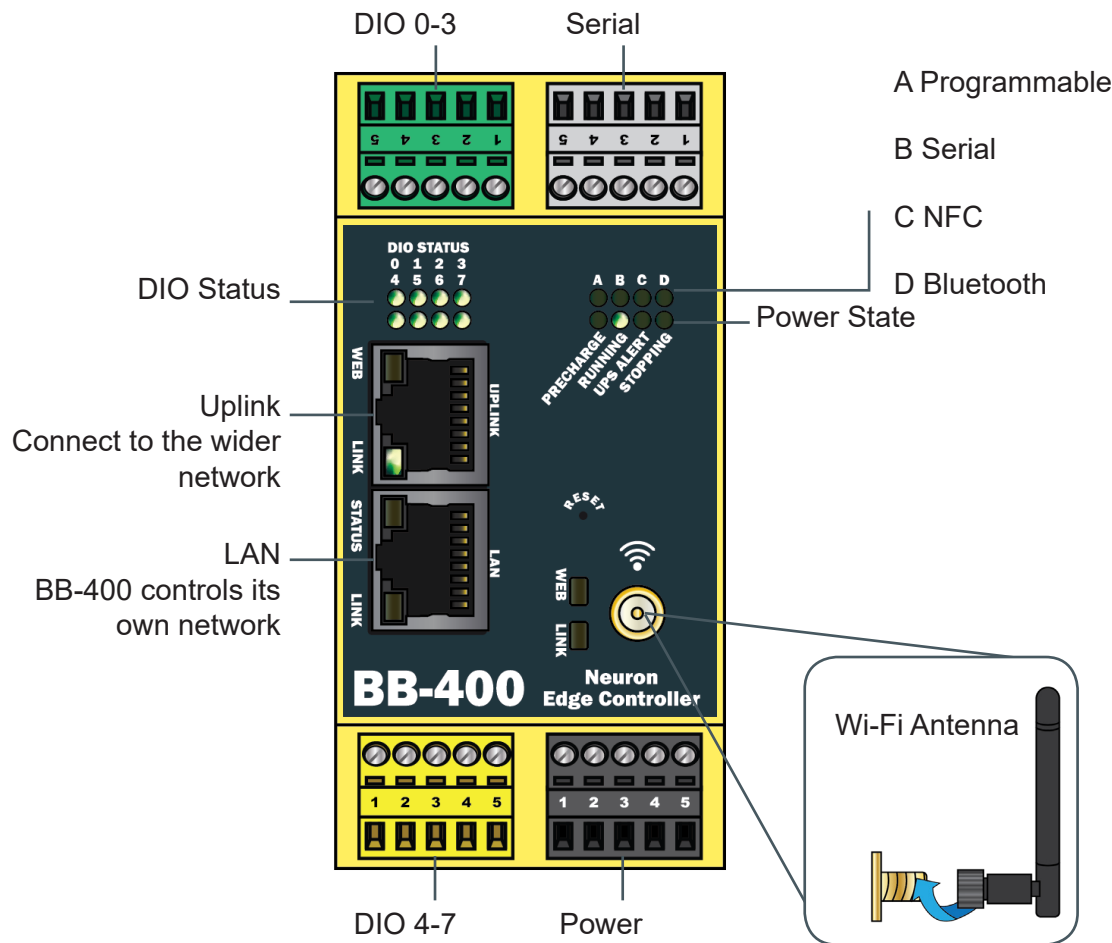 DIO 0-3
Serial
A Programmable
B Serial
C NFC
D Bluetooth
5 4 3 2 1
5 4 3 2 1
DIO STATUS
0 1 2 3
4 5 6 7
A B C D
DIO Status
Power State
PRECHARGE
RUNNING
UPS ALERT
STOPPING
WEB
UPLINK
LINK
Uplink
Connect to the wider
network
RESET
STATUS
LAN
LINK
LAN
BB-400 controls its
own network
WEB
LINK
BB-400
Neuron
Edge Controller
Wi-Fi Antenna
1 2 3 4 5
1 2 3 4 5
DIO 4-7
Power